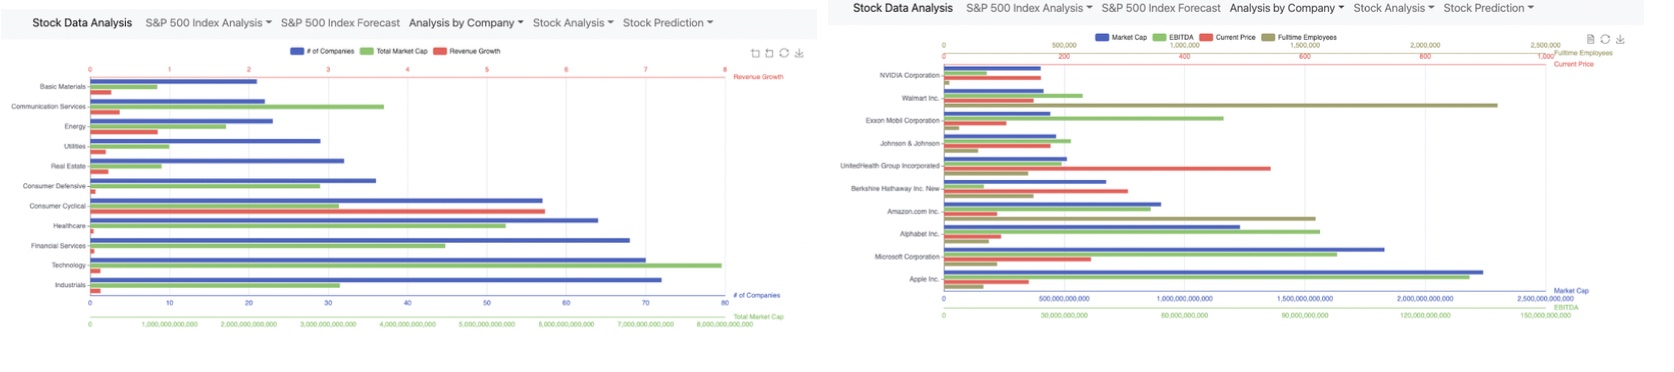 Stock Data Analysis S&P 500 Index Analysis S&P 500 Index Forecast Analysis by Company Stock Analysis Stock Prediction
# of Companies Total Market Cap Revenue Growth
0 1 2 3 4 5 6 7 8
Revenue Growth
Basic Materials
Communication Services
Energy
Utilities
Real Estate
Consumer Defensive
Consumer Cyclical
Healthcare
Financial Services
Technology
Industrials
# of Companies
0 10 20 30 40 50 60 70 80
Total Market Cap
0 1,000,000,000,000 2,000,000,000,000 3,000,000,000,000 4,000,000,000,000 5,000,000,000,000 6,000,000,000,000 7,000,000,000,000 8,000,000,000,000
Stock Data Analysis S&P 500 Index Analysis S&P 500 Index Forecast Analysis by Company Stock Analysis Stock Prediction
Market Cap EBITDA Current Price Fulltime Employees
0 500,000 1,000,000 1,500,000 2,000,000 2,500,000
Fulltime Employees
0 200 400 600 800 1,000
Current Price
NVIDIA Corporation
Walmart Inc.
Exxon Mobil Corporation
Johnson & Johnson
UnitedHealth Group Incorporated
Berkshire Hathaway Inc. New
Amazon.com Inc.
Alphabet Inc.
Microsoft Corporation
Apple Inc.
Market Cap
0 500,000,000,000 1,000,000,000,000 1,500,000,000,000 2,000,000,000,000 2,500,000,000,000
EBITDA
0 30,000,000,000 60,000,000,000 90,000,000,000 120,000,000,000 150,000,000,000